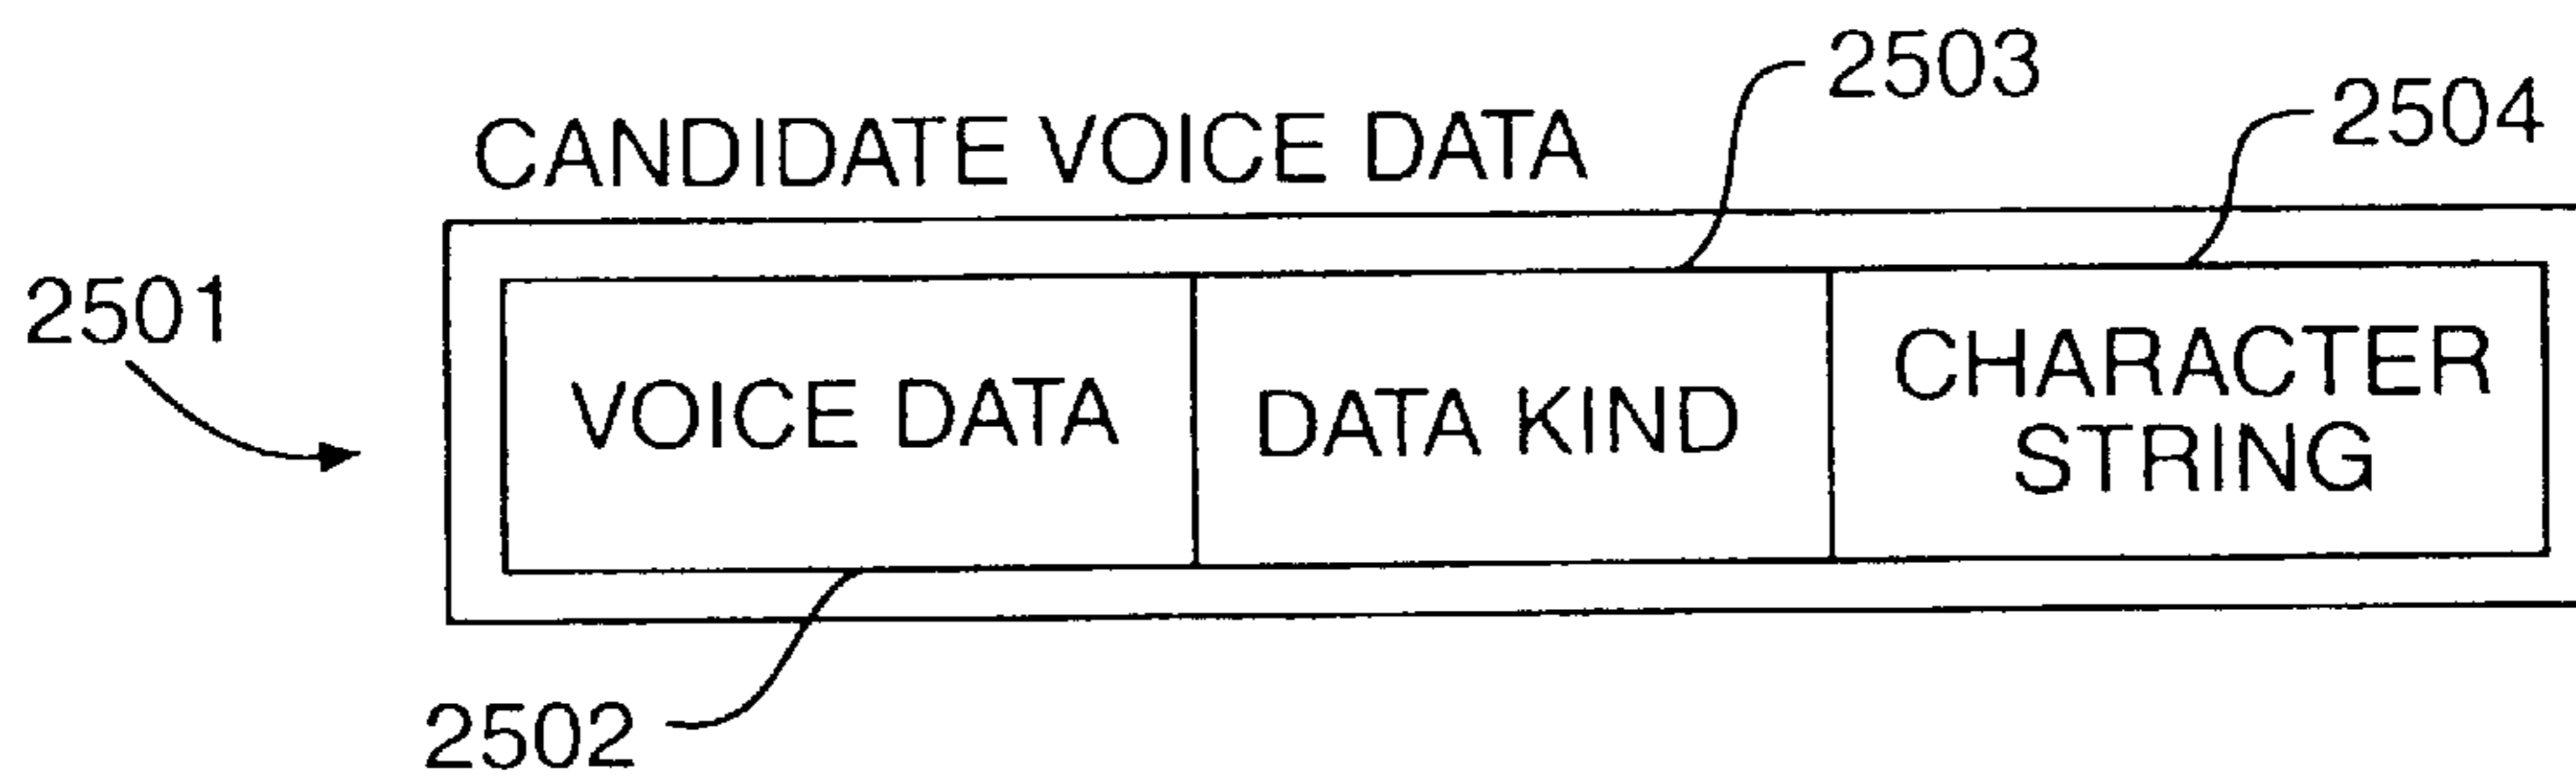 2503
2504
CANDIDATE VOICE DATA
2501
VOICE DATA
DATA KIND
CHARACTER
STRING
2502